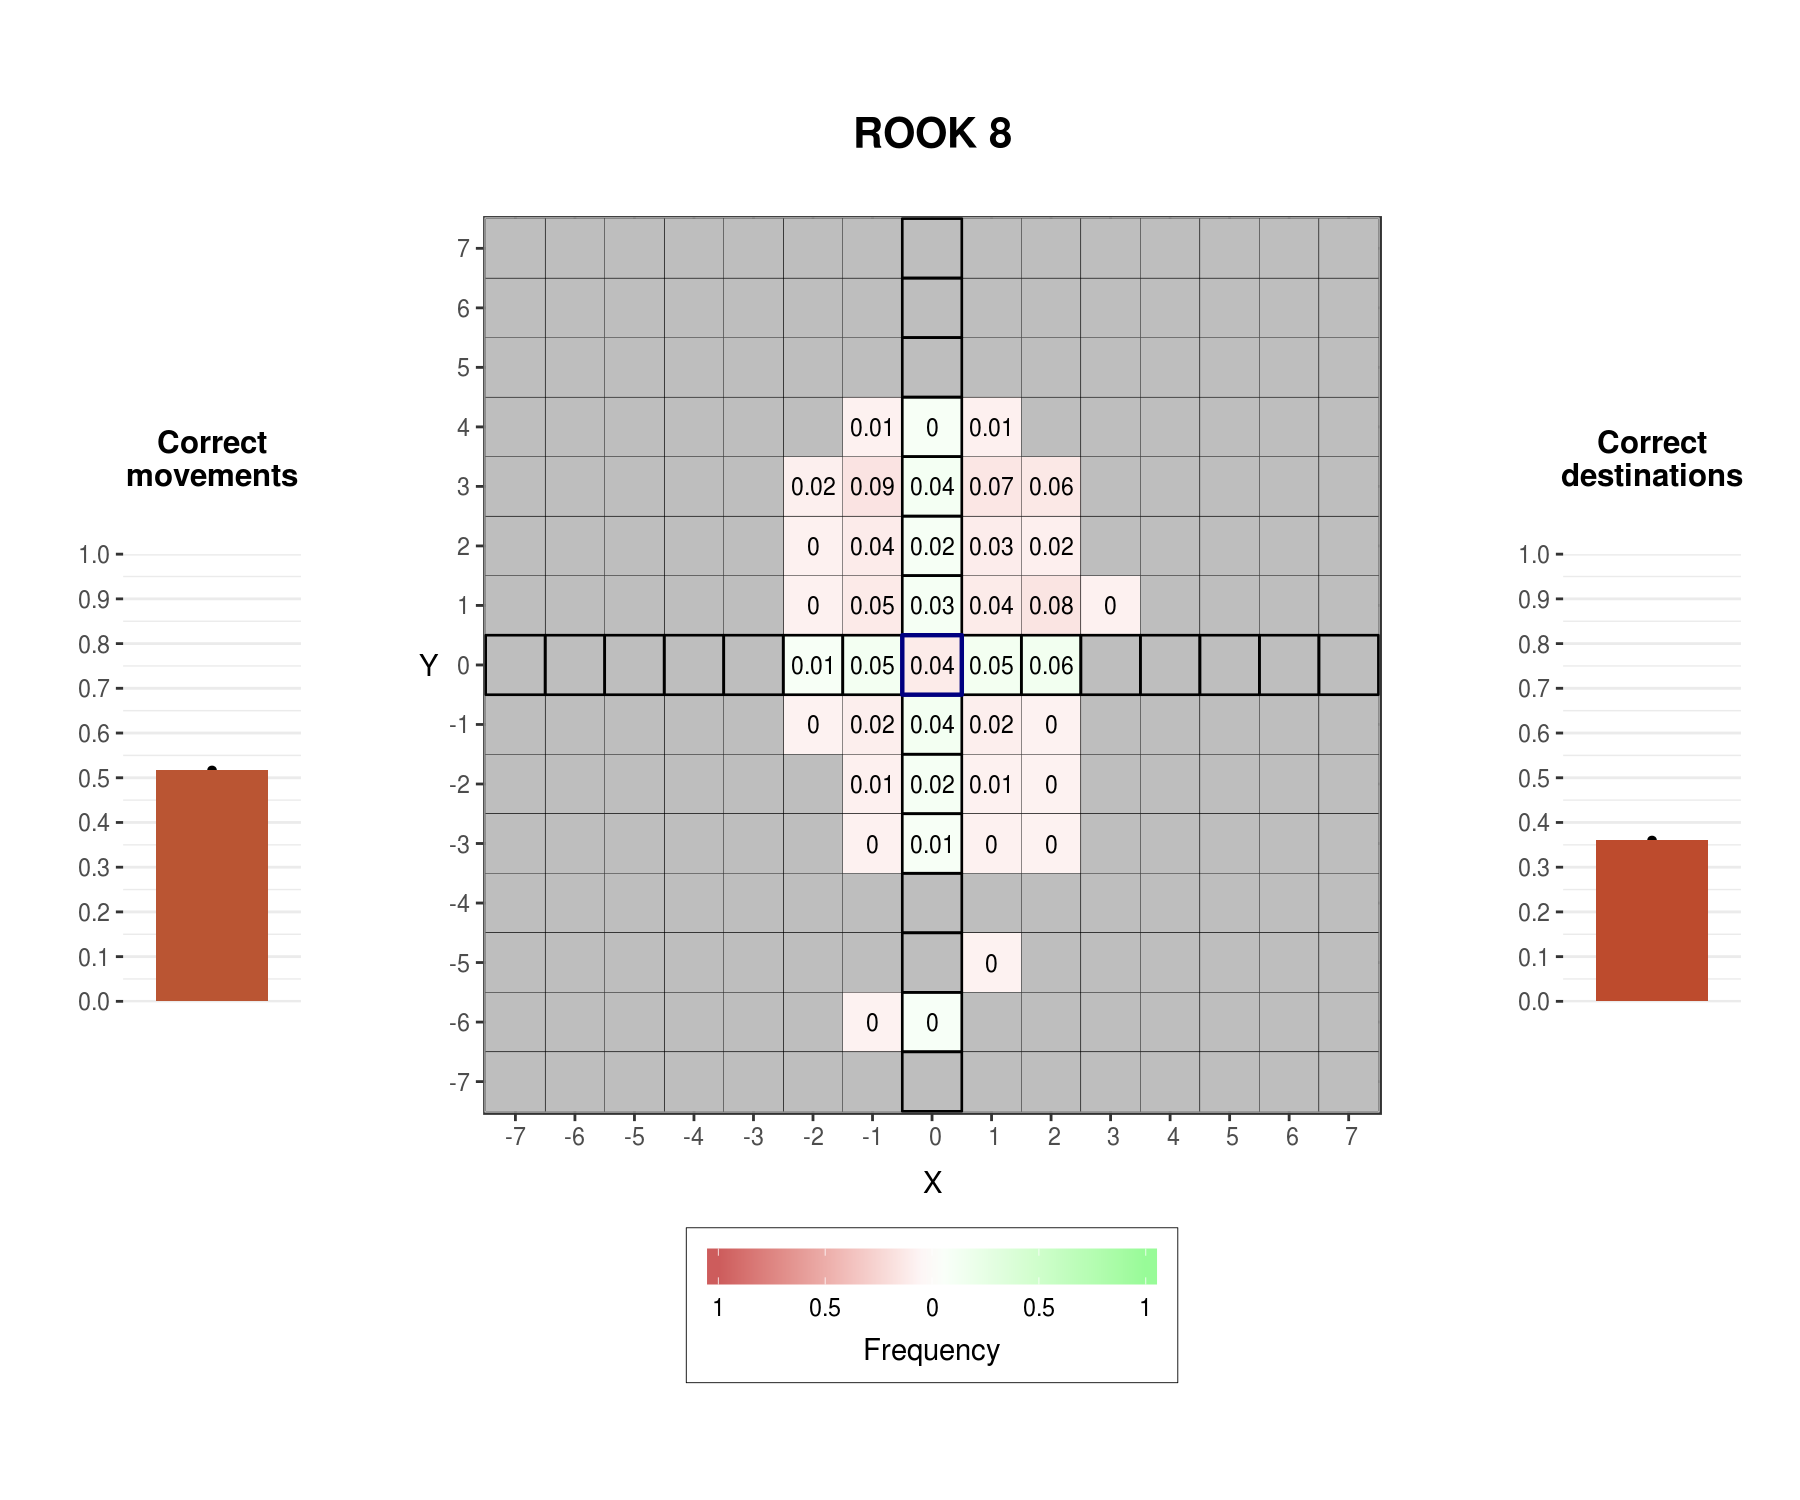 ROOK 8
Correct
movements
1.0
0.9
0.8
0.7
0.6
0.5
0.4
0.3
0.2
0.1
0.0
Y
7
6
5
4 0.01 0 0.01
3 0.02 0.09 0.04 0.07 0.06
2 0 0.04 0.02 0.03 0.02
1 0 0.05 0.03 0.04 0.08 0
0 0.01 0.05 0.04 0.05 0.06
-1 0 0.02 0.04 0.02 0
-2 0.01 0.02 0.01 0
-3 0 0.01 0 0
-4
-5 0
-6 0 0
-7
-7 -6 -5 -4 -3 -2 -1 0 1 2 3 4 5 6 7
X
1 0.5 0 0.5 1
Frequency
Correct
destinations
1.0
0.9
0.8
0.7
0.6
0.5
0.4
0.3
0.2
0.1
0.0